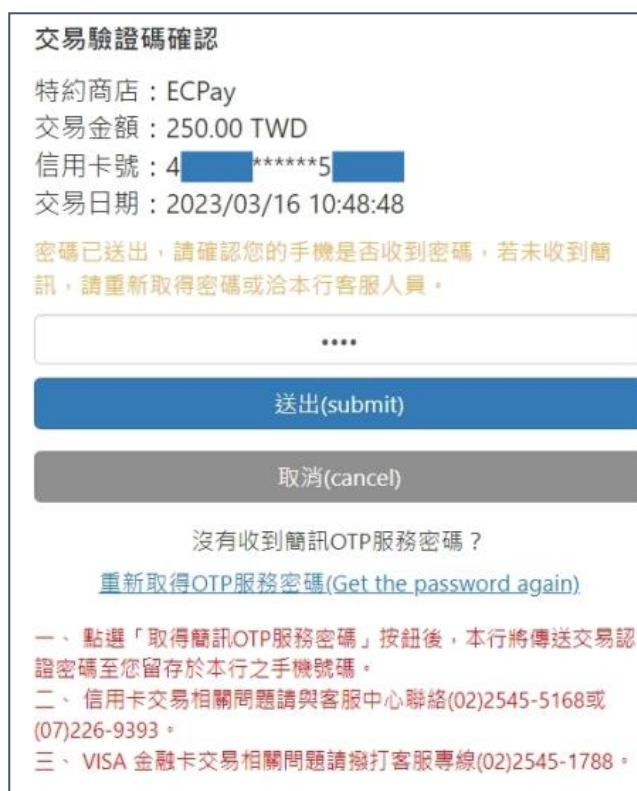 交易驗證碼確認
特約商店：ECPay
交易金額：250.00 TWD
信用卡號：4 ******5
交易日期：2023/03/16 10:48:48
密碼已送出，請確認您的手機是否收到密碼，若未收到簡
訊，請重新取得密碼或洽本行客服人員。
••••
送出(submit)
取消(cancel)
沒有收到簡訊OTP服務密碼？
重新取得OTP服務密碼(Get the password again)
一、 點選「取得簡訊OTP服務密碼」按鈕後，本行將傳送交易認
證密碼至您留存於本行之手機號碼。
二、 信用卡交易相關問題請與客服中心聯絡(02)2545-5168或
(07)226-9393。
三、 VISA 金融卡交易相關問題請撥打客服專線(02)2545-1788。